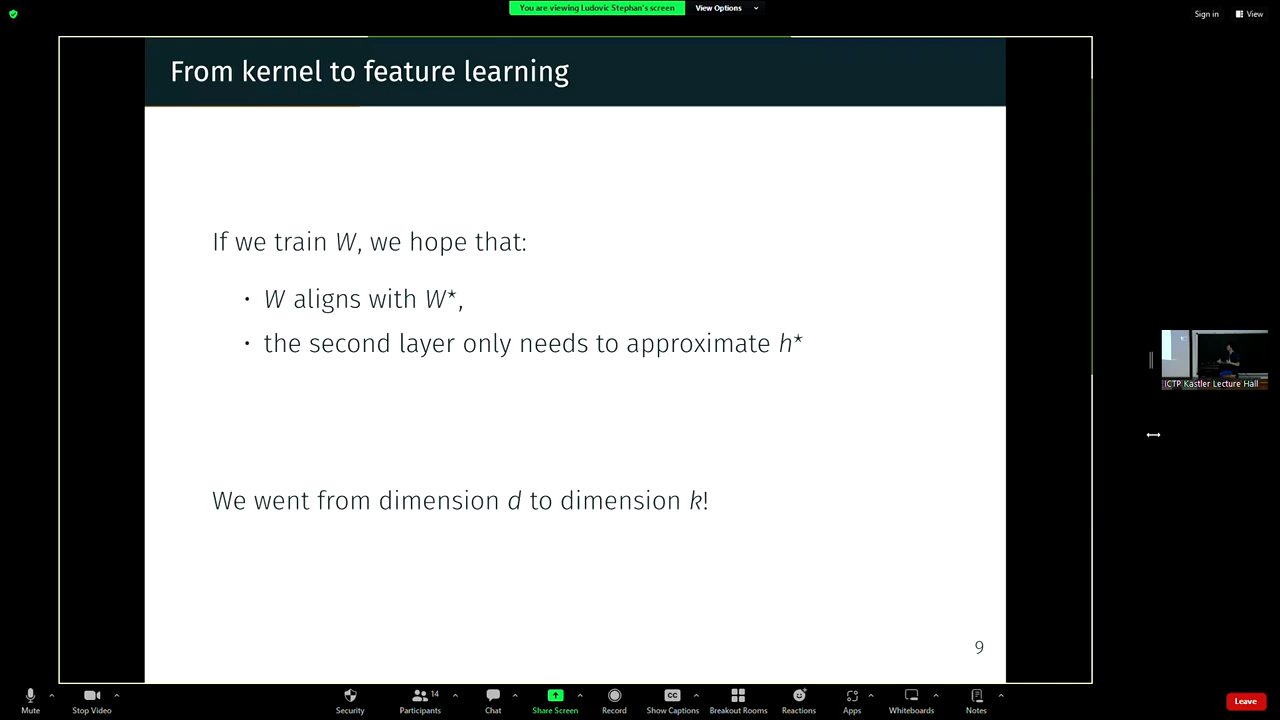 You are viewing Ludovic Stephan's screen
View Options
Sign in
View
From kernel to feature learning
If we train W, we hope that:
• W aligns with W*,
• the second layer only needs to approximate h*
We went from dimension d to dimension k!
9
ICTP Kastler Lecture Hall
Mute
Stop Video
Security
14
Participants
Chat
Share Screen
Record
CC
Show Captions
Breakout Rooms
Reactions
Apps
Whiteboards
Notes
Leave